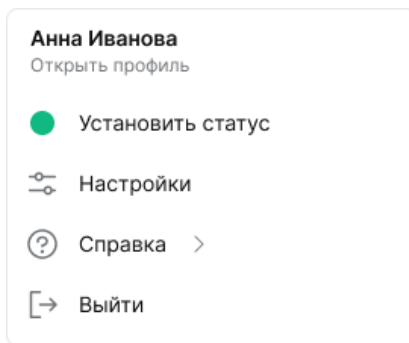 Анна Иванова
Открыть профиль
Установить статус
Настройки
Справка
Выйти